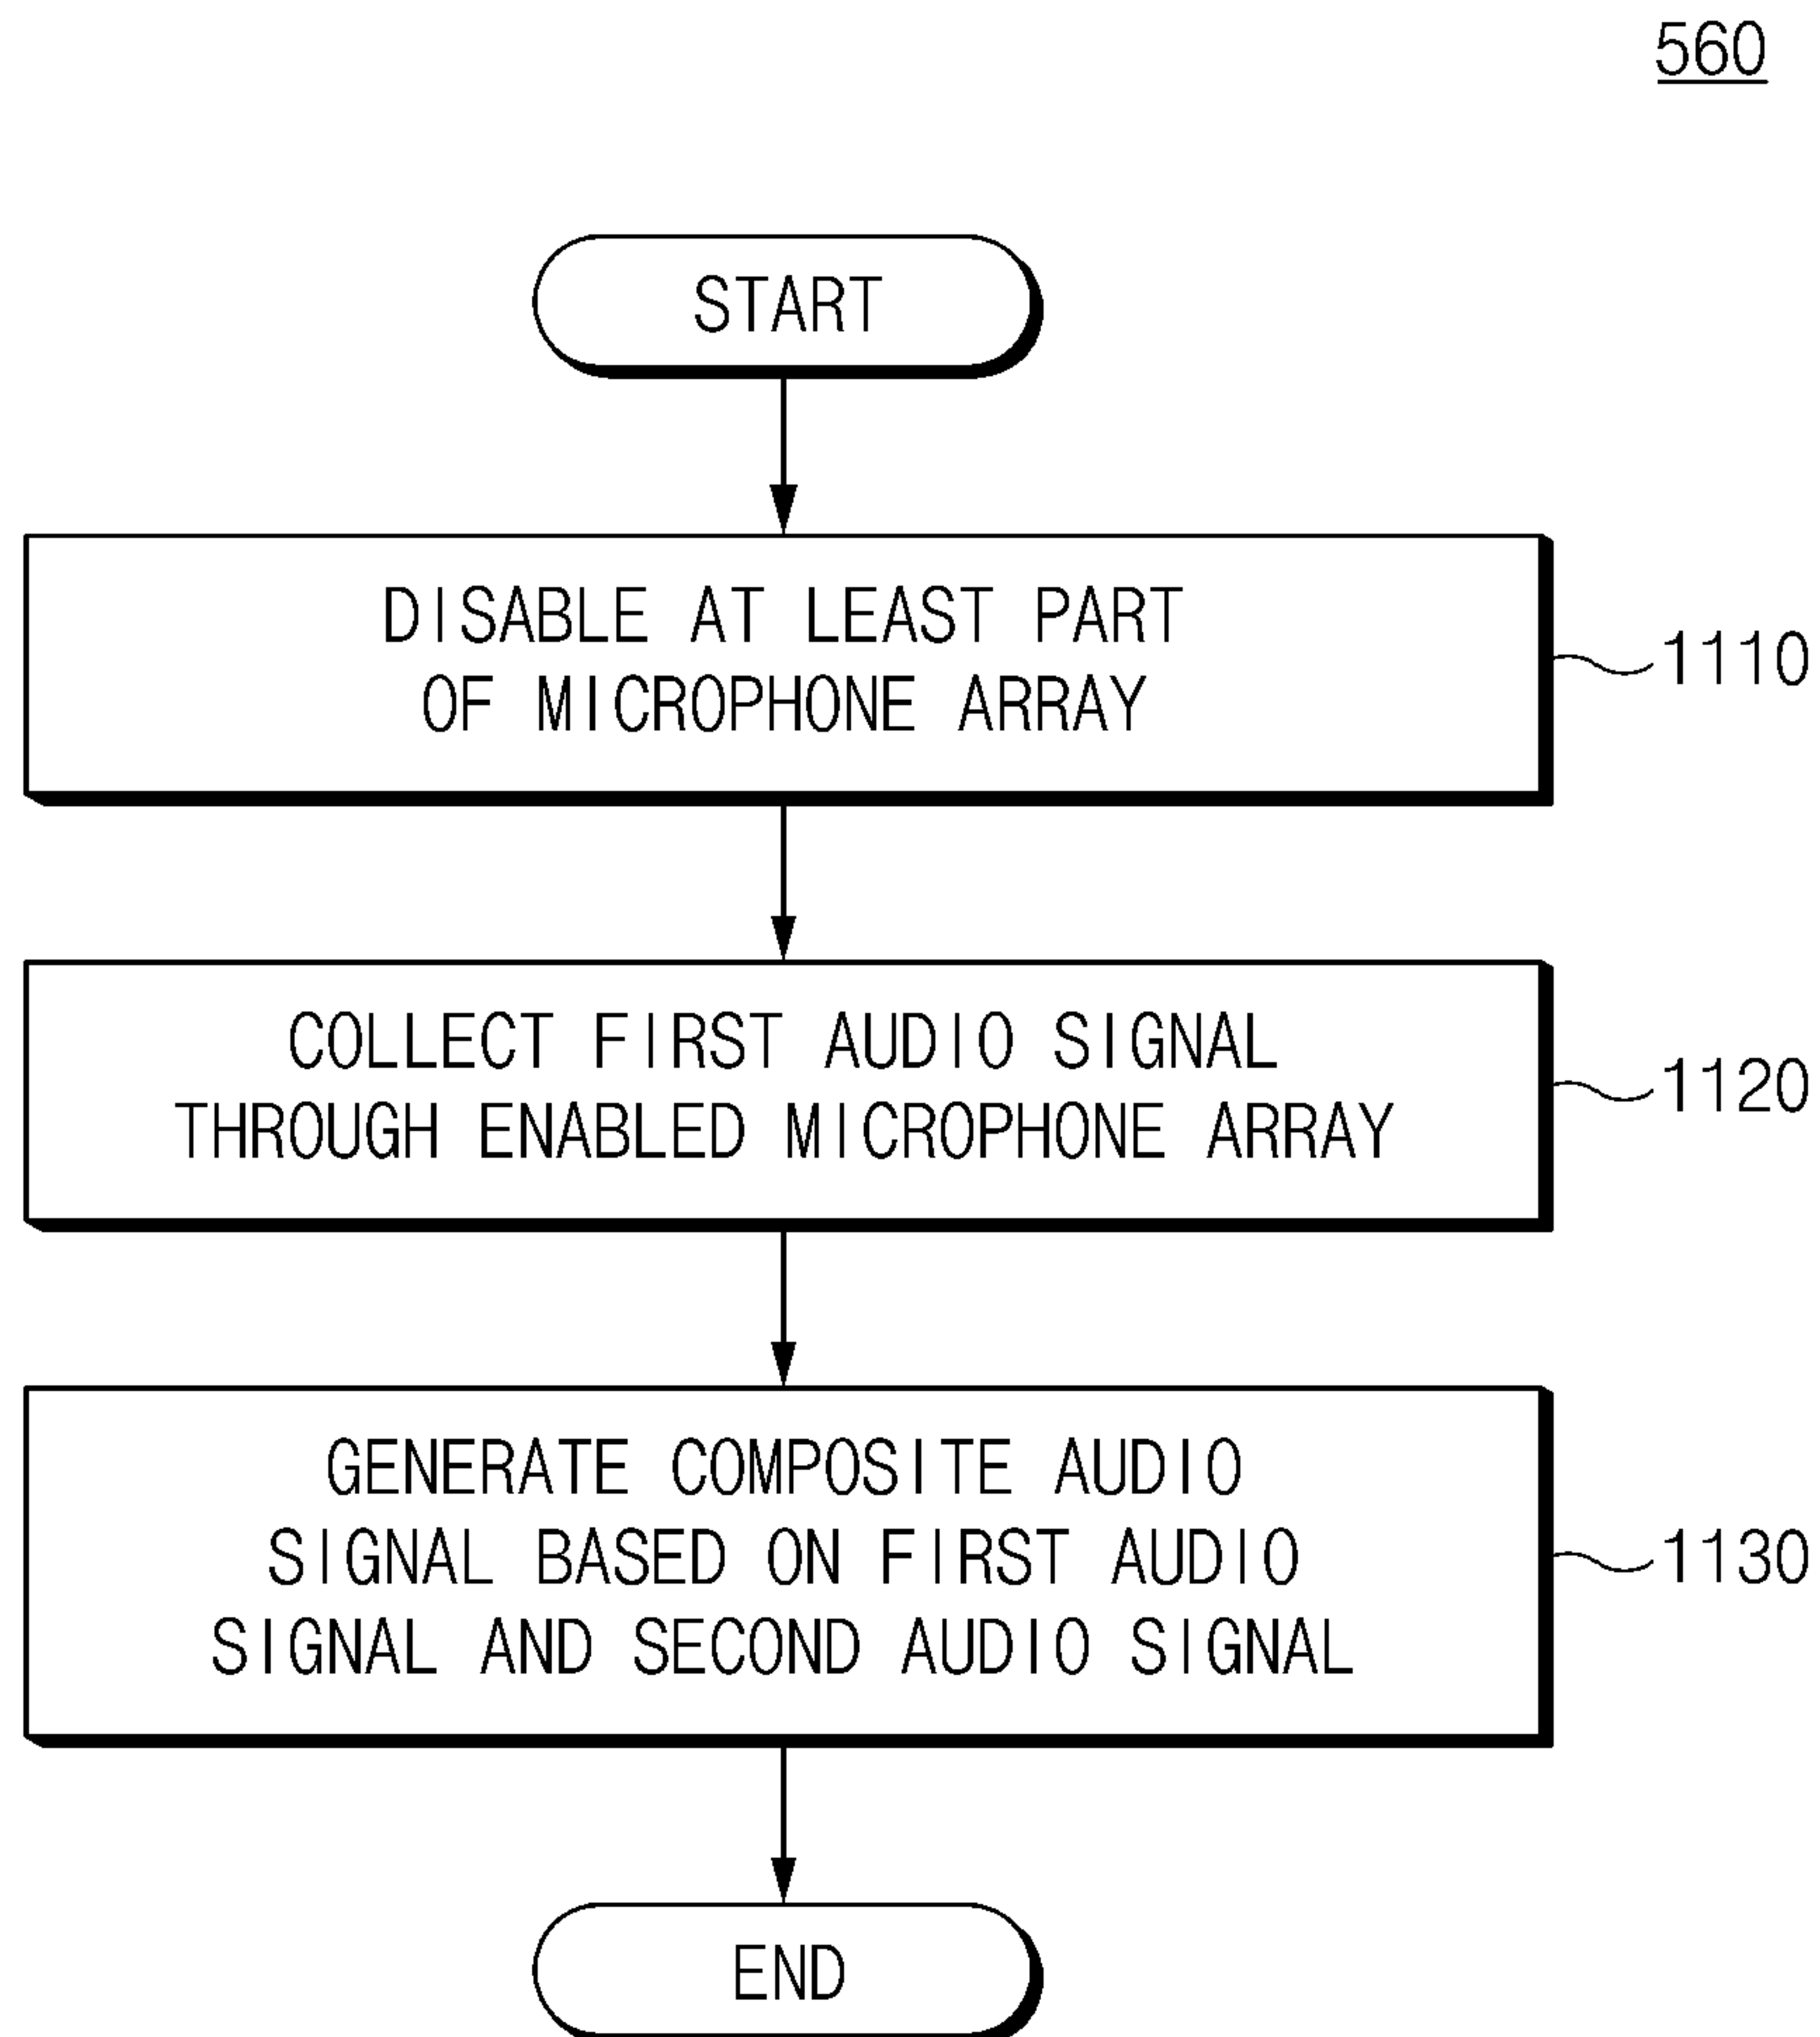 560
START
DISABLE AT LEAST PART
OF MICROPHONE ARRAY
1110
COLLECT FIRST AUDIO SIGNAL
THROUGH ENABLED MICROPHONE ARRAY
1120
GENERATE COMPOSITE AUDIO
SIGNAL BASED ON FIRST AUDIO
SIGNAL AND SECOND AUDIO SIGNAL
1130
END